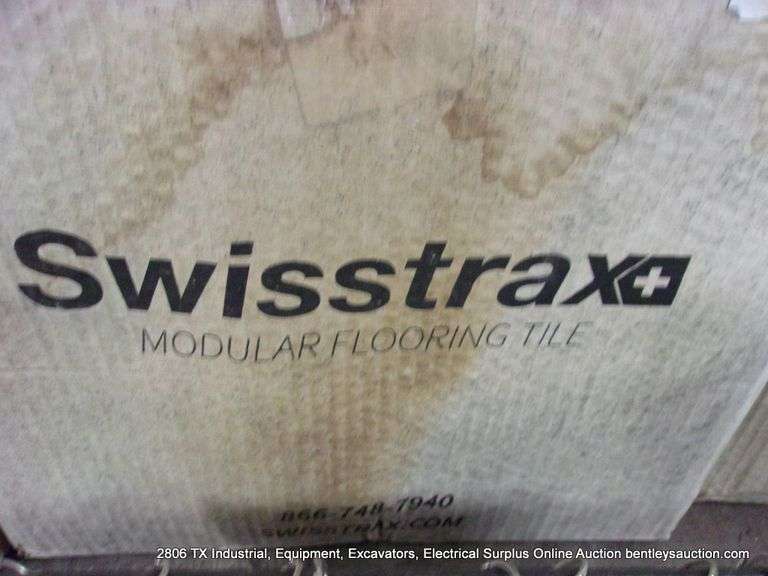 Swisstrax
MODULAR FLOORING TILE
866-748-7940
SWISSTRAX.COM
2806 TX Industrial, Equipment, Excavators, Electrical Surplus Online Auction bentleysauction.com